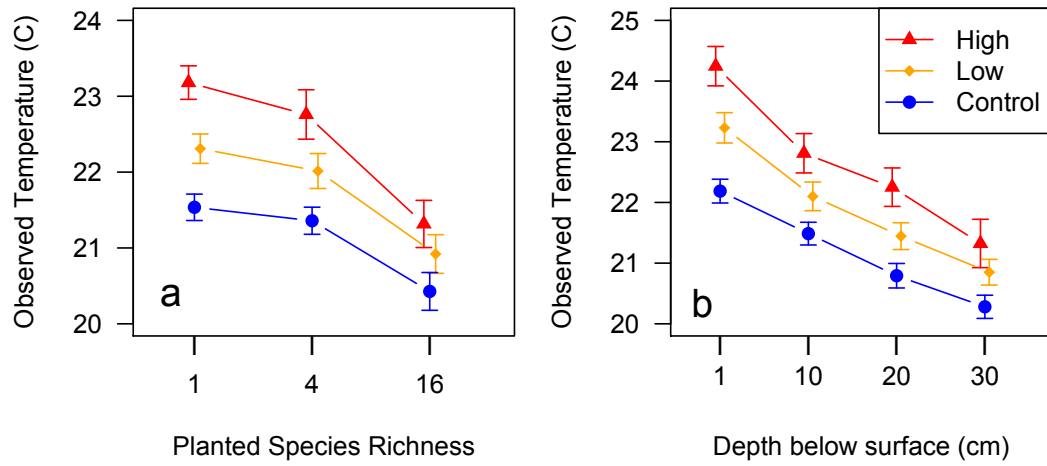 Observed Temperature (C)
24
23
22
21
20
a
1 4 16
Planted Species Richness
Observed Temperature (C)
25
24
23
22
21
20
High
Low
Control
b
1 10 20 30
Depth below surface (cm)